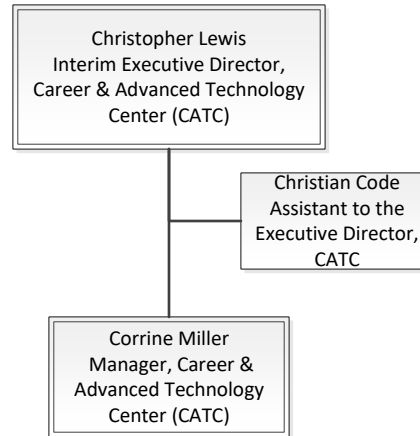 Christopher Lewis
Interim Executive Director,
Career & Advanced Technology
Center (CATC)
Christian Code
Assistant to the
Executive Director,
CATC
Corrine Miller
Manager, Career &
Advanced Technology
Center (CATC)